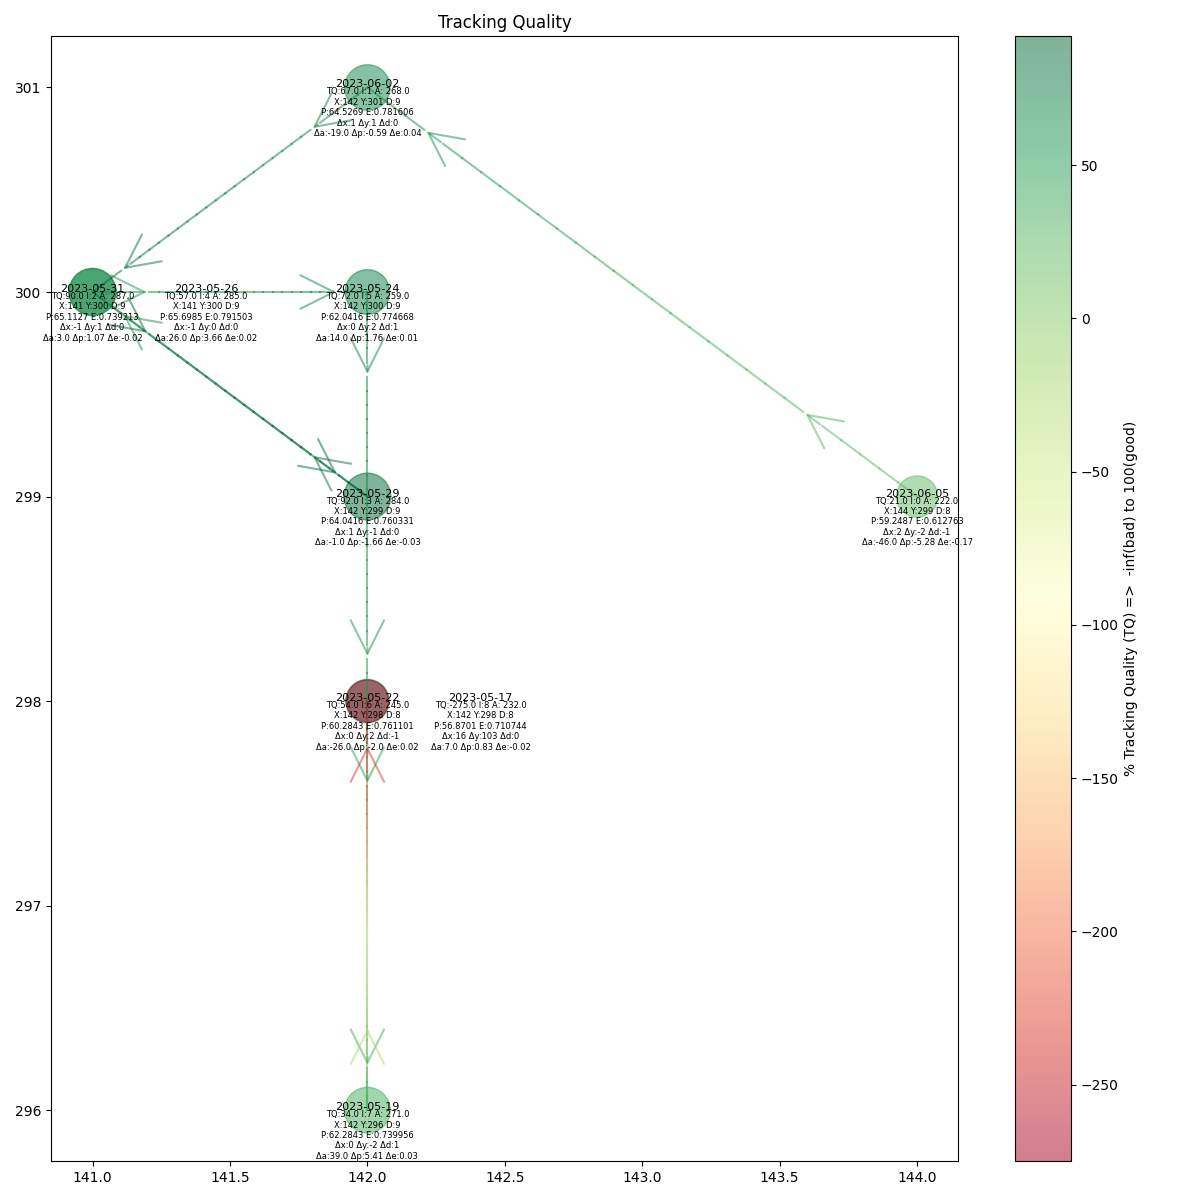 Tracking Quality
301
300
299
298
297
296
2023-06-02
TQ:67.0 I:1 A: 268.0
X:142 Y:301 D:9
P:64.5269 E:0.781606
Δx:1 Δy:1 Δd:0
Δa:-19.0 Δp:-0.59 Δe:0.04
2023-05-31
TQ:90.0 I:2 A: 287.0
X:141 Y:300 D:9
P:65.1127 E:0.739213
Δx:-1 Δy:1 Δd:0
Δa:3.0 Δp:1.07 Δe:-0.02
2023-05-26
TQ:57.0 I:4 A: 285.0
X:141 Y:300 D:9
P:65.6985 E:0.791503
Δx:-1 Δy:0 Δd:0
Δa:26.0 Δp:3.66 Δe:0.02
2023-05-24
TQ:72.0 I:5 A: 259.0
X:142 Y:300 D:9
P:62.0416 E:0.774668
Δx:0 Δy:2 Δd:1
Δa:14.0 Δp:1.76 Δe:0.01
2023-05-29
TQ:92.0 I:3 A: 284.0
X:142 Y:299 D:9
P:64.0416 E:0.760331
Δx:1 Δy:-1 Δd:0
Δa:-1.0 Δp:-1.66 Δe:-0.03
2023-06-05
TQ:21.0 I:0 A: 222.0
X:144 Y:299 D:8
P:59.2487 E:0.612763
Δx:2 Δy:-2 Δd:-1
Δa:-46.0 Δp:-5.28 Δe:-0.17
2023-05-22
TQ:54.0 I:6 A: 245.0
X:142 Y:298 D:8
P:60.2843 E:0.761101
Δx:0 Δy:2 Δd:-1
Δa:-26.0 Δp:-2.0 Δe:0.02
2023-05-17
TQ:-275.0 I:8 A: 232.0
X:142 Y:298 D:8
P:56.8701 E:0.710744
Δx:16 Δy:103 Δd:0
Δa:7.0 Δp:0.83 Δe:-0.02
2023-05-19
TQ:34.0 I:7 A: 271.0
X:142 Y:296 D:9
P:62.2843 E:0.739956
Δx:0 Δy:-2 Δd:1
Δa:39.0 Δp:5.41 Δe:0.03
141.0 141.5 142.0 142.5 143.0 143.5 144.0
50
0
−50
−100
−150
−200
−250
% Tracking Quality (TQ) =>  -inf(bad) to 100(good)